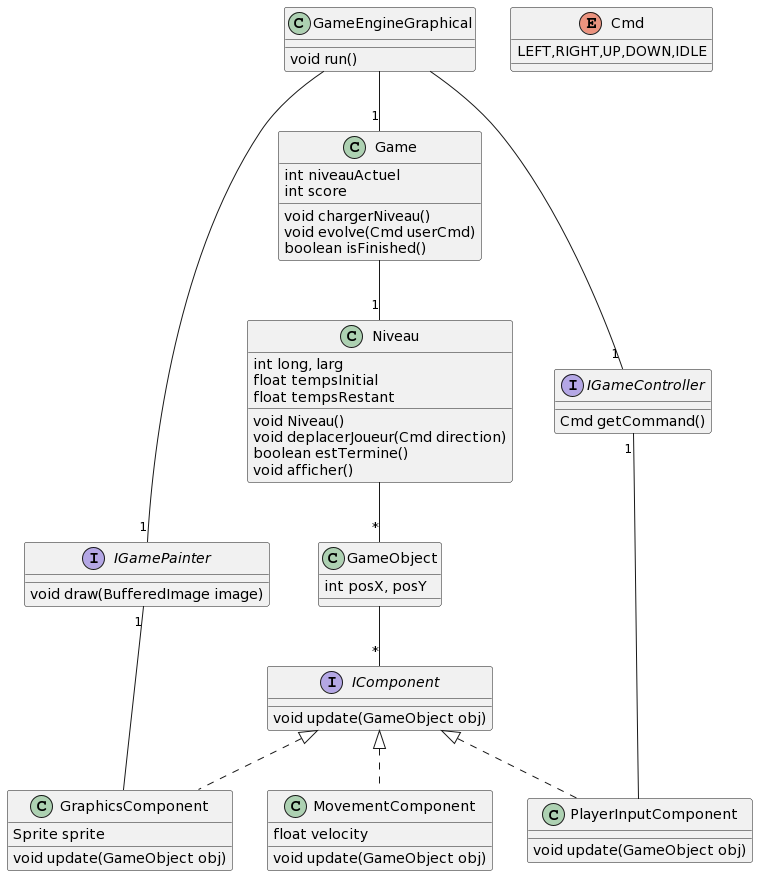 C GameEngineGraphical
void run()
E Cmd
LEFT,RIGHT,UP,DOWN,IDLE
1
C Game
int niveauActuel
int score
void chargerNiveau()
void evolve(Cmd userCmd)
boolean isFinished()
1
C Niveau
int long, larg
float tempsInitial
float tempsRestant
void Niveau()
void deplacerJoueur(Cmd direction)
boolean estTermine()
void afficher()
1
I IGameController
Cmd getCommand()
1
1
I IGamePainter
void draw(BufferedImage image)
1
*
C GameObject
int posX, posY
*
I IComponent
void update(GameObject obj)
C GraphicsComponent
Sprite sprite
void update(GameObject obj)
C MovementComponent
float velocity
void update(GameObject obj)
C PlayerInputComponent
void update(GameObject obj)